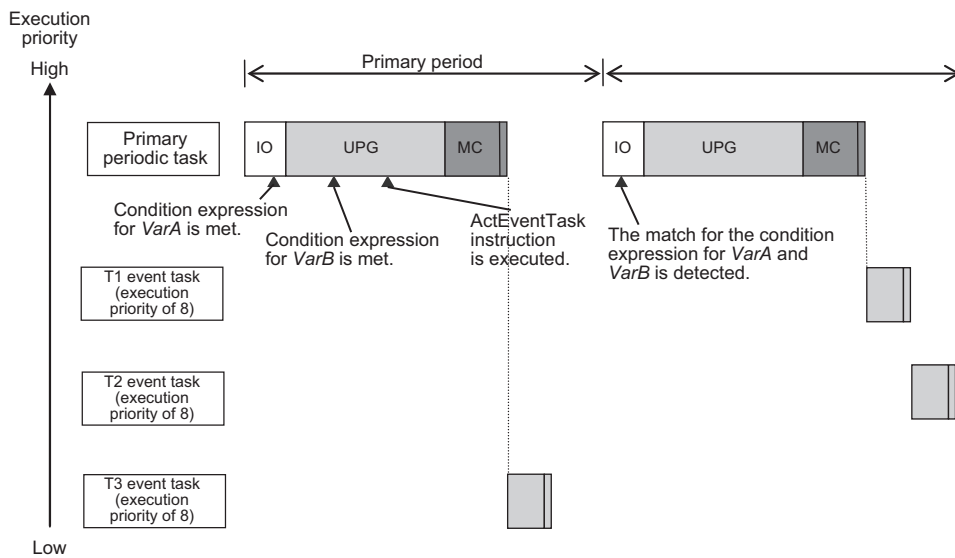 Execution
priority
High
Primary period
Primary
periodic task
IO
UPG
MC
IO
UPG
MC
Condition expression
for VarA is met.
Condition expression
for VarB is met.
ActEventTask
instruction
is executed.
The match for the condition
expression for VarA and
VarB is detected.
T1 event task
(execution
priority of 8)
T2 event task
(execution
priority of 8)
T3 event task
(execution
priority of 8)
Low